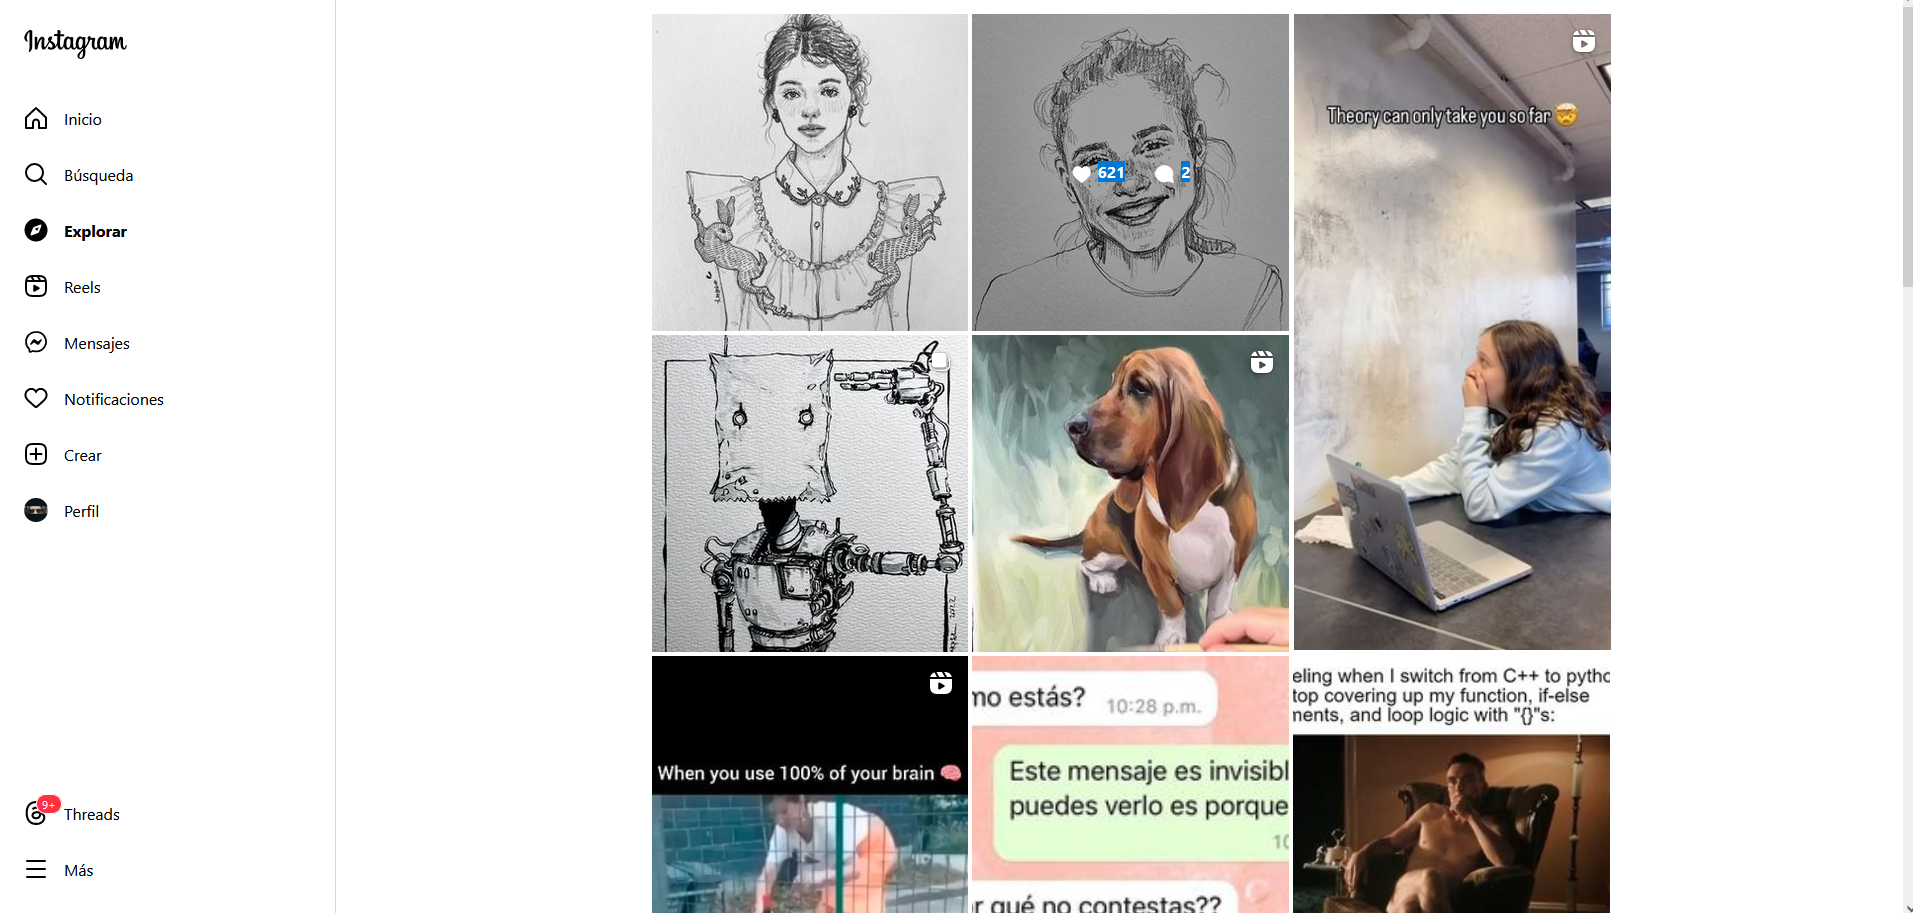 Instagram
Inicio
Búsqueda
Explorar
Reels
Mensajes
Notificaciones
Crear
Perfil
9+
Threads
Más
621
2
Theory can only take you so far 🤯
2022
When you use 100% of your brain 🧠
mo estás?
10:28 p.m.
Este mensaje es invisibl
puedes verlo es porque
10
r qué no contestas??
eling when I switch from C++ to pytho
top covering up my function, if-else
ments, and loop logic with "{}"s: